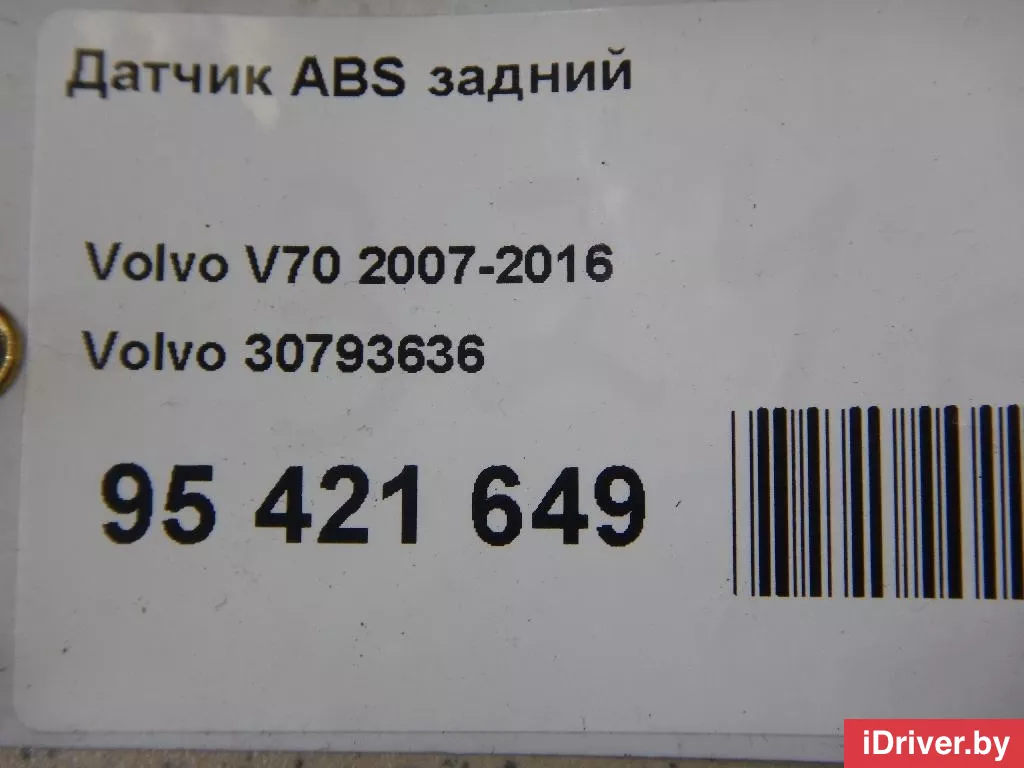 Датчик ABS задний
Volvo V70 2007-2016
Volvo 30793636
95 421 649
iDriver.by